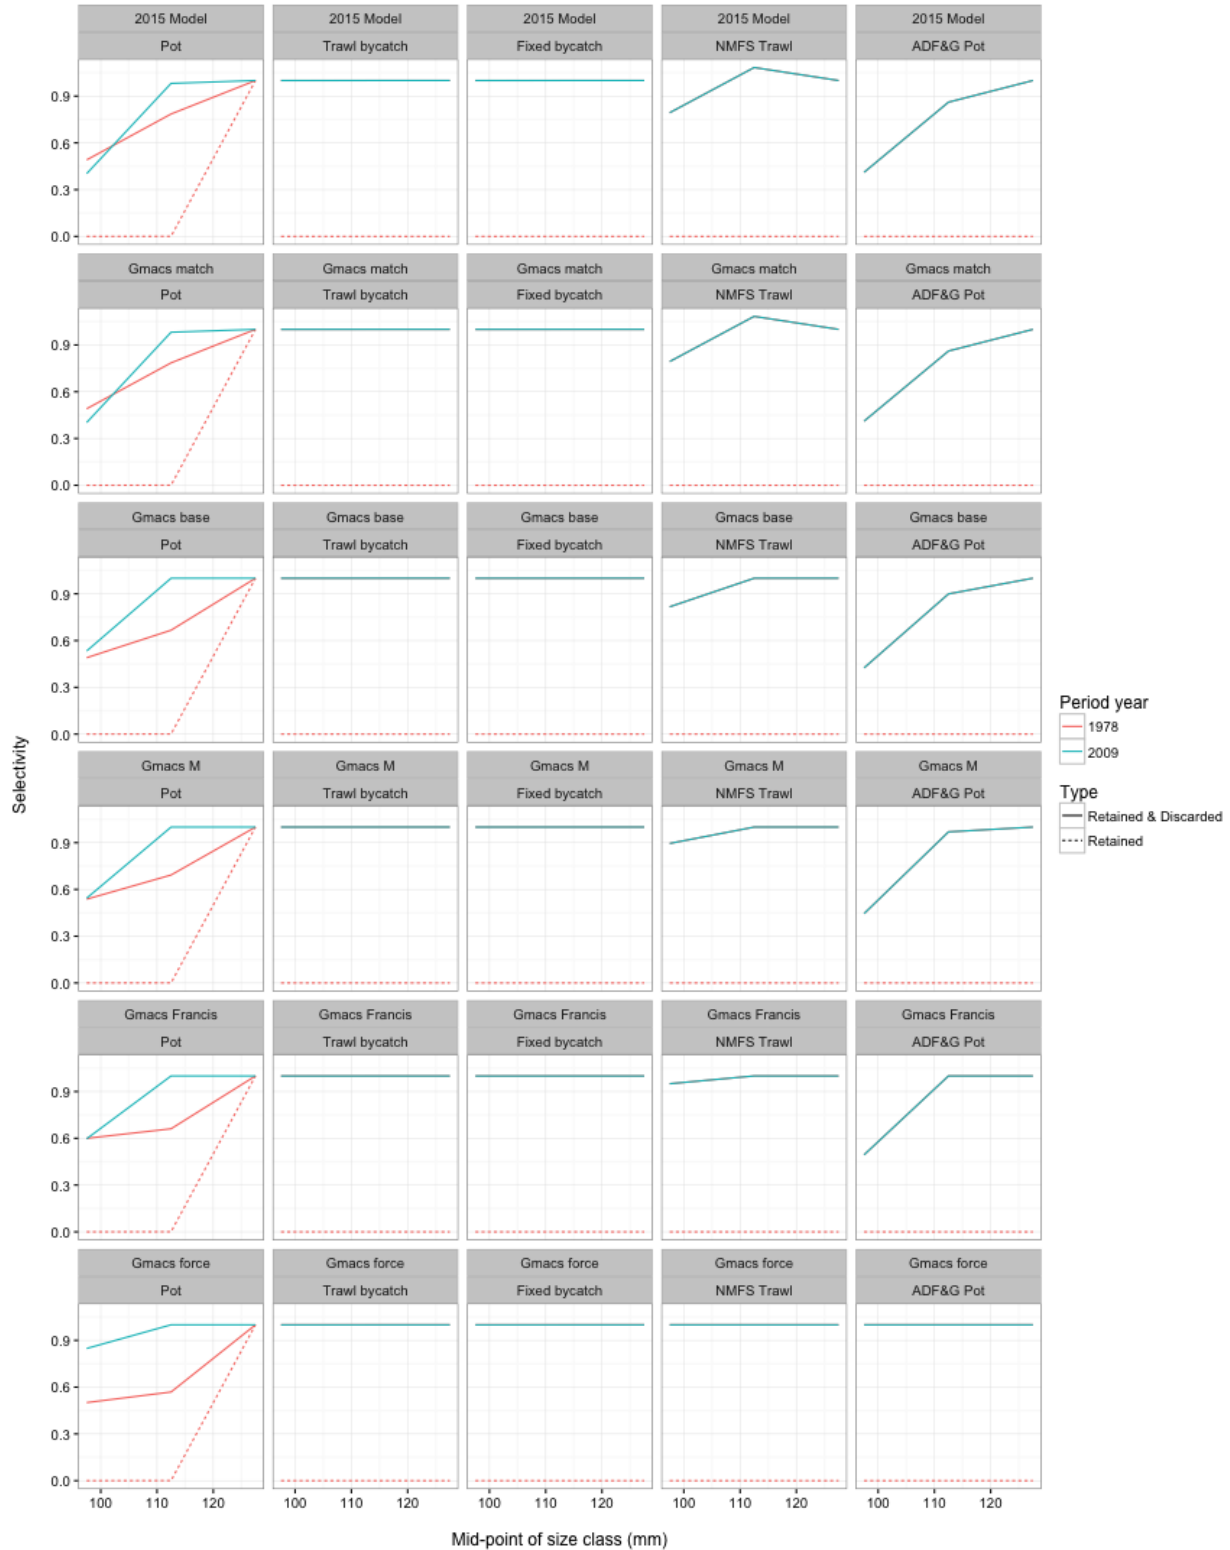 2015 Model 2015 Model 2015 Model 2015 Model 2015 Model
Pot Trawl bycatch Fixed bycatch NMFS Trawl ADF&G Pot
0.9
0.6
0.3
0.0
Gmacs match Gmacs match Gmacs match Gmacs match Gmacs match
Pot Trawl bycatch Fixed bycatch NMFS Trawl ADF&G Pot
0.9
0.6
0.3
0.0
Gmacs base Gmacs base Gmacs base Gmacs base Gmacs base
Pot Trawl bycatch Fixed bycatch NMFS Trawl ADF&G Pot
0.9
0.6
0.3
0.0
Gmacs M Gmacs M Gmacs M Gmacs M Gmacs M
Pot Trawl bycatch Fixed bycatch NMFS Trawl ADF&G Pot
0.9
0.6
0.3
0.0
Gmacs Francis Gmacs Francis Gmacs Francis Gmacs Francis Gmacs Francis
Pot Trawl bycatch Fixed bycatch NMFS Trawl ADF&G Pot
0.9
0.6
0.3
0.0
Gmacs force Gmacs force Gmacs force Gmacs force Gmacs force
Pot Trawl bycatch Fixed bycatch NMFS Trawl ADF&G Pot
0.9
0.6
0.3
0.0
100 110 120 100 110 120 100 110 120 100 110 120 100 110 120
Mid-point of size class (mm)
Selectivity
Period year
1978
2009
Type
Retained & Discarded
Retained